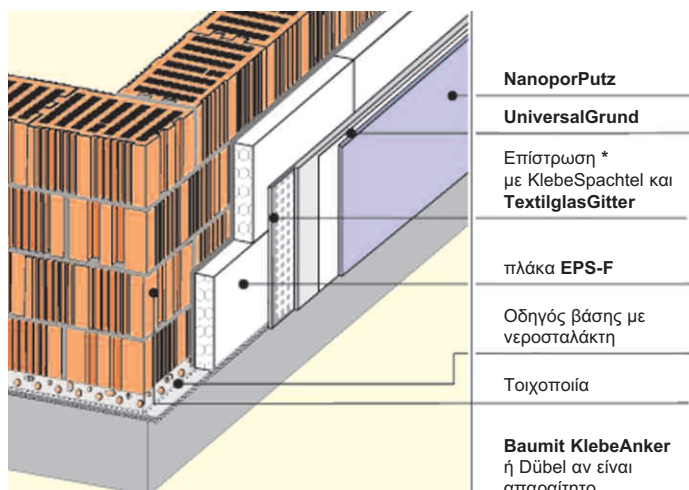 NanoporPutz
UniversalGrund
Επίστρωση *
με KlebeSpachtel και
TextilglasGitter
πλάκα EPS-F
Οδηγός βάσης με
νεροσταλάκτη
Τοιχοποιία
Baumit KlebeAnker
ή Dübel αν είναι
απαραίτητο